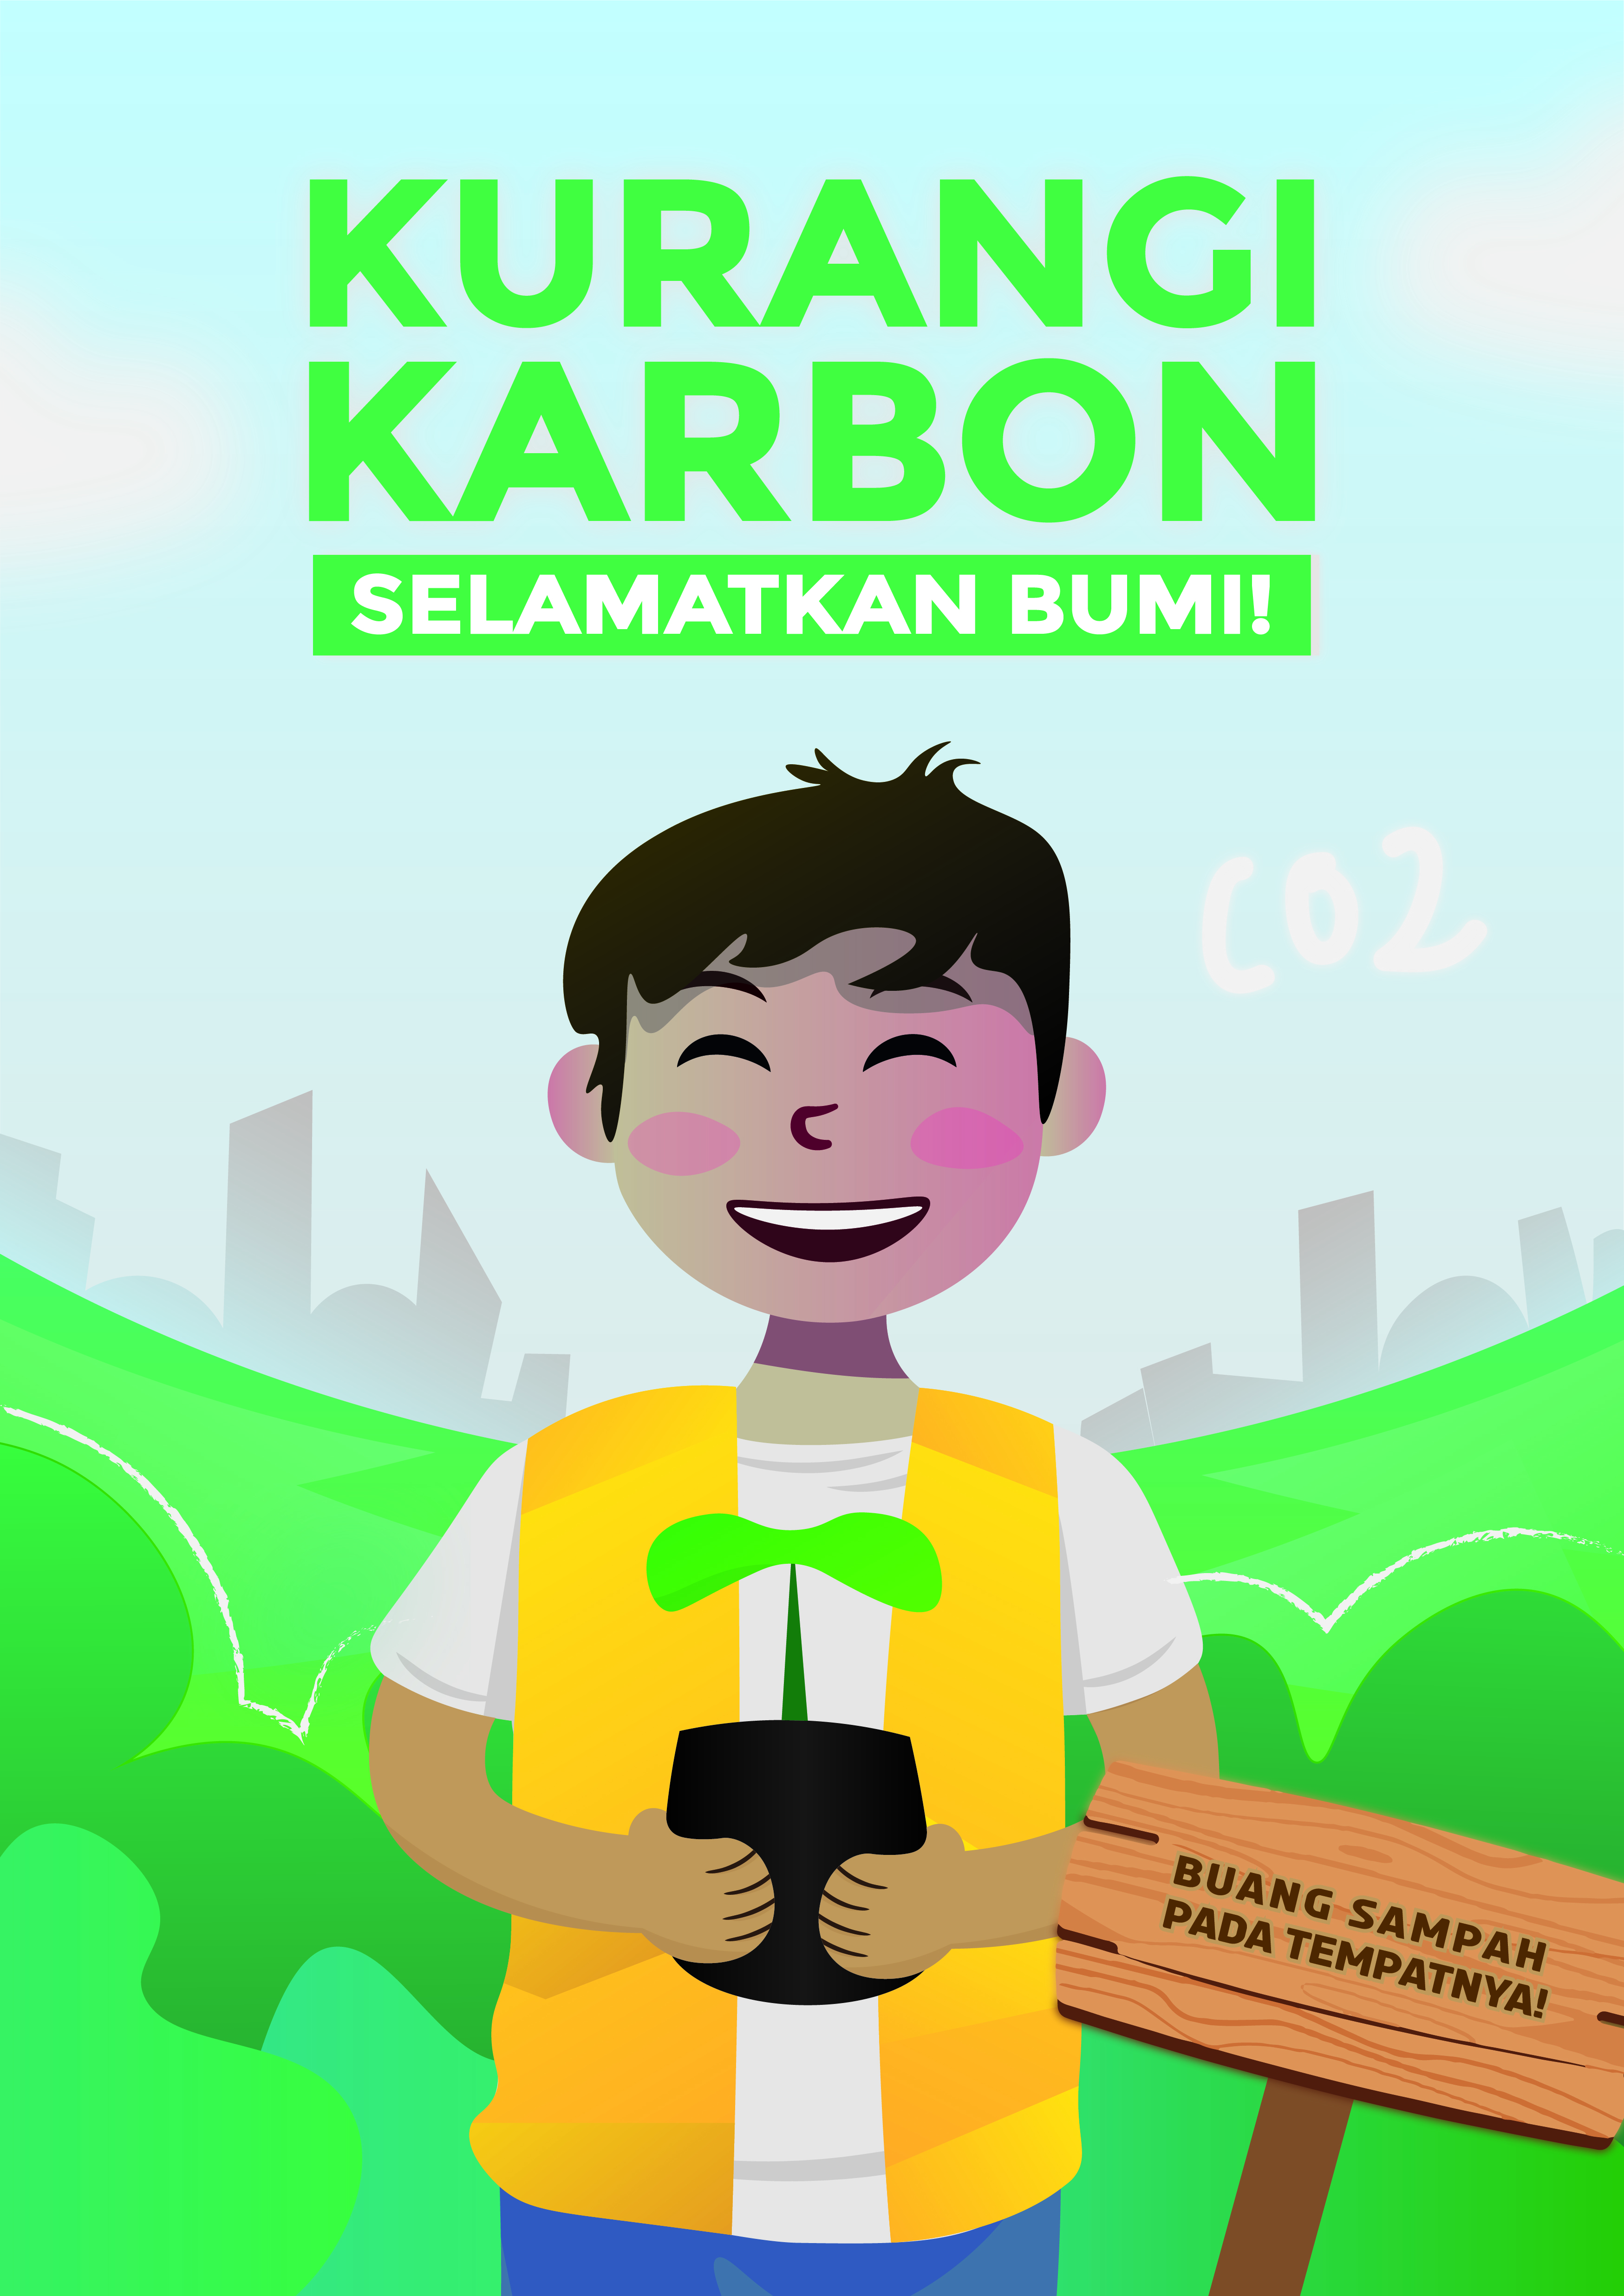 KURANGI
KARBON
SELAMATKAN BUMI!
CO2
BUANG SAMPAH
PADA TEMPATNYA!